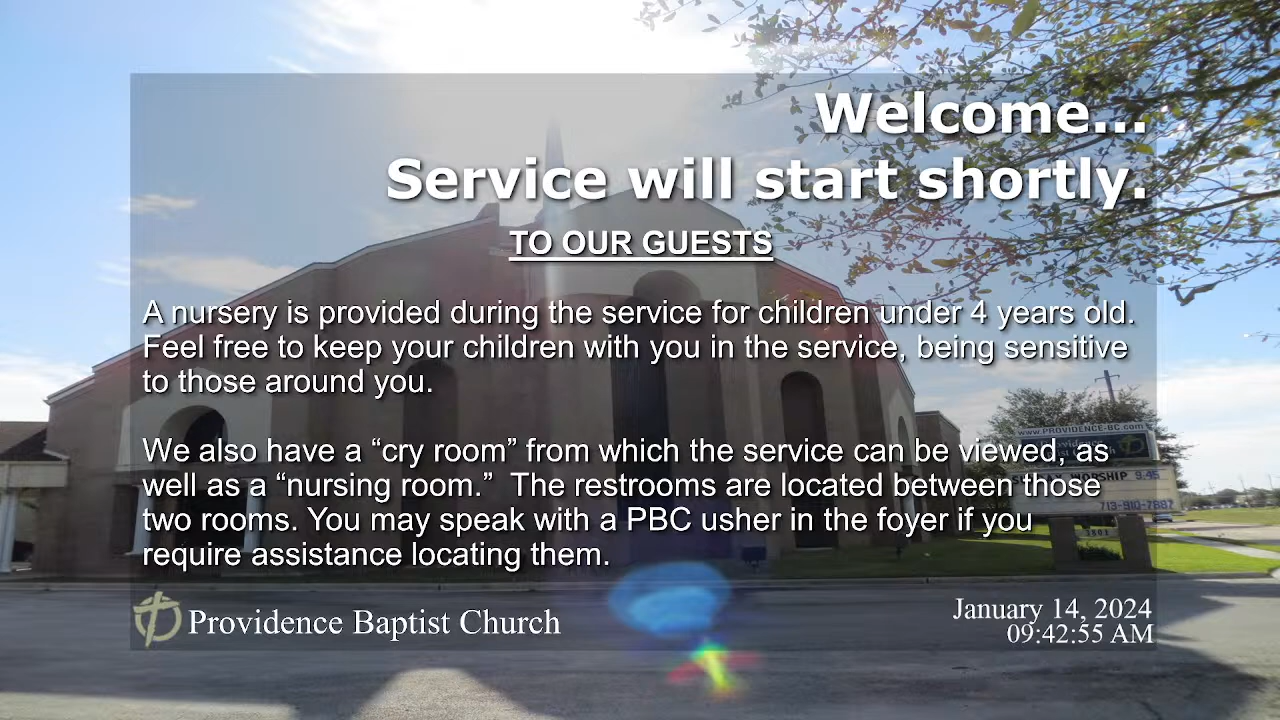 Welcome...
Service will start shortly.
TO OUR GUESTS
A nursery is provided during the service for children under 4 years old.
Feel free to keep your children with you in the service, being sensitive
to those around you.
We also have a “cry room” from which the service can be viewed, as
well as a “nursing room.”  The restrooms are located between those
two rooms. You may speak with a PBC usher in the foyer if you
require assistance locating them.
www.PROVIDENCE-BC.com
Providence
Baptist Church
WORSHIP 9:45
713-910-7887
3801
Providence Baptist Church
January 14, 2024
09:42:55 AM